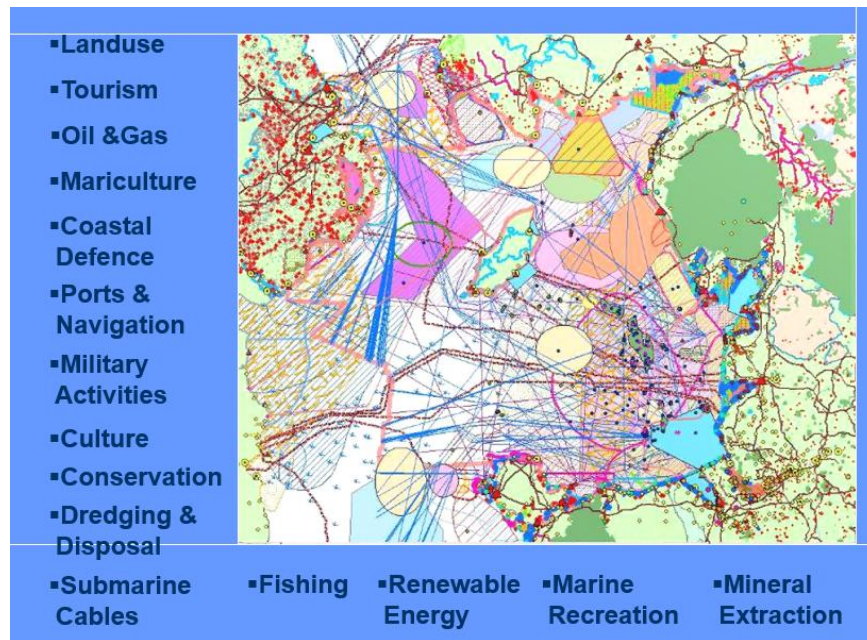 ▪Landuse
▪Tourism
▪Oil &Gas
▪Mariculture
▪Coastal
Defence
▪Ports &
Navigation
▪Military
Activities
▪Culture
▪Conservation
▪Dredging &
Disposal
▪Submarine
Cables
▪Fishing
▪Renewable
Energy
▪Marine
Recreation
▪Mineral
Extraction